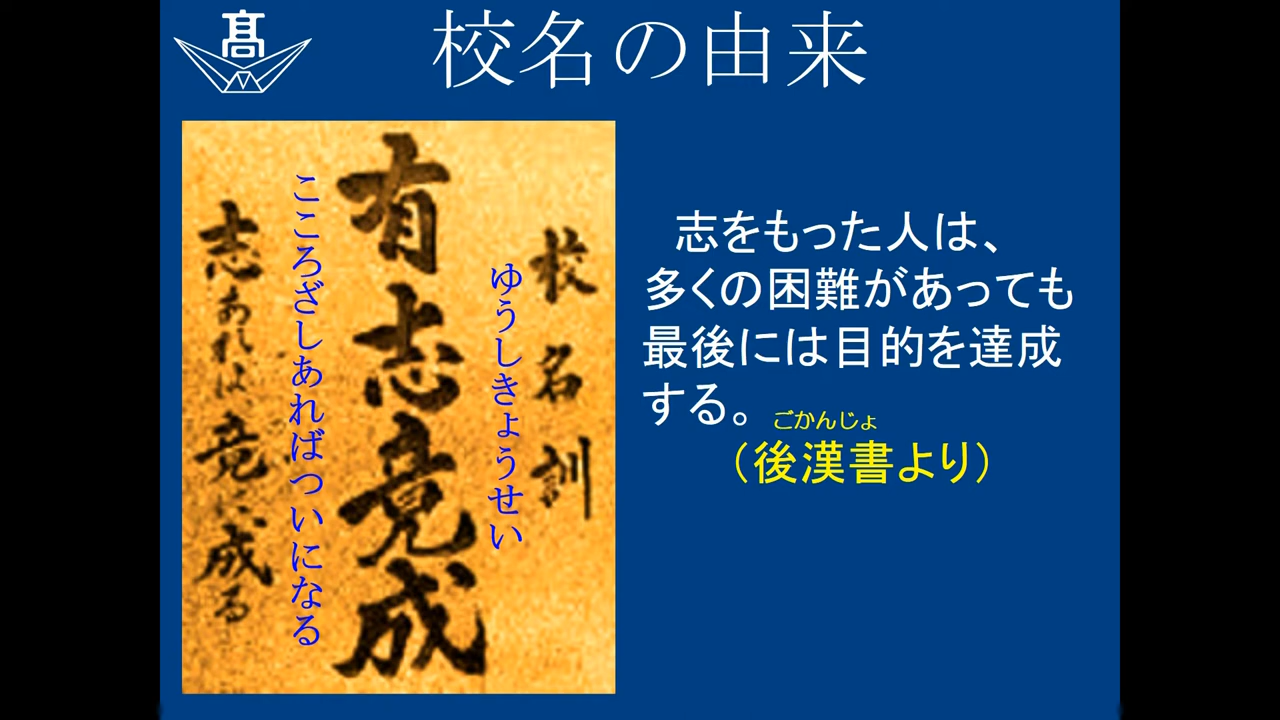 髙
校名の由来
校名訓
ゆうしきょうせい
有志竟成
こころざしあればついになる
志あれば竟に成る
志をもった人は、
多くの困難があっても
最後には目的を達成
する。
ごかんじょ
（後漢書より）